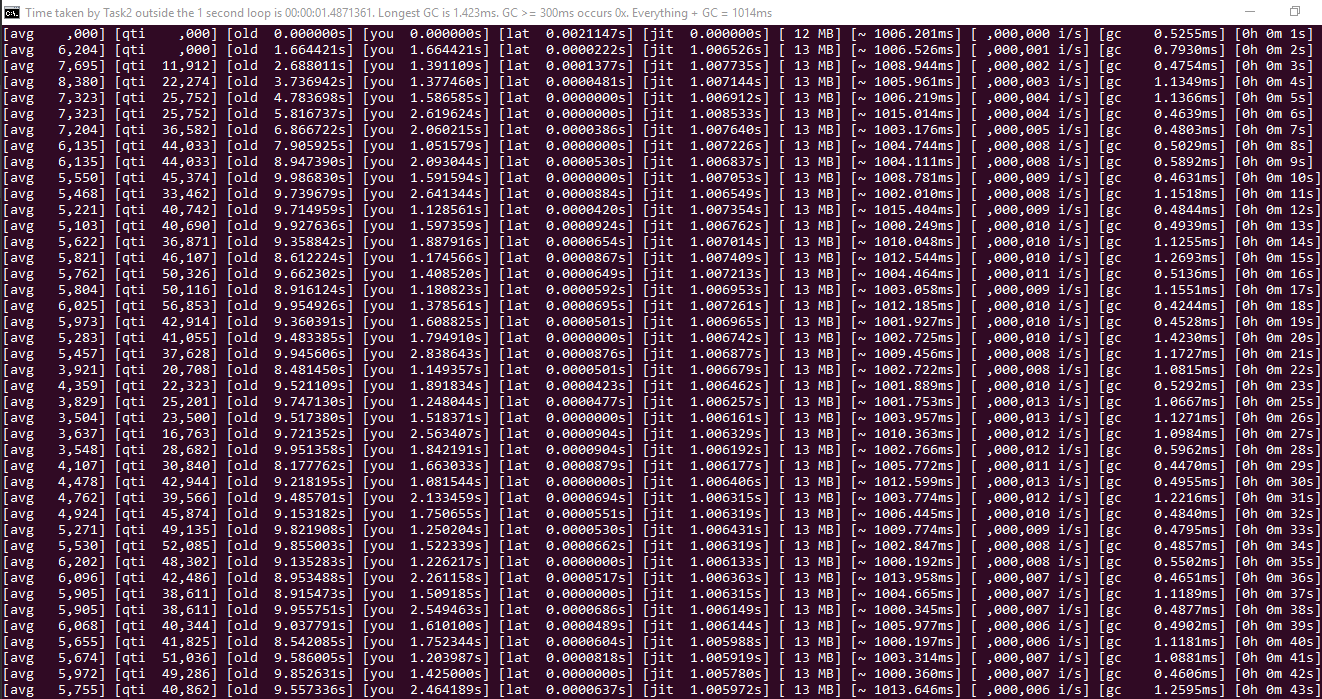 Time taken by Task2 outside the 1 second loop is 00:00:01.4871361. Longest GC is 1.423ms. GC >= 300ms occurs 0x. Everything + GC = 1014ms
[avg ,000] [qti ,000] [old 0.000000s] [you 0.000000s] [lat 0.0021147s] [jit 0.000000s] [ 12 MB] [~ 1006.201ms] [ ,000,000 i/s] [gc 0.5255ms] [0h 0m 1s]
[avg 6,204] [qti ,000] [old 1.664421s] [you 1.664421s] [lat 0.0000222s] [jit 1.006526s] [ 13 MB] [~ 1006.526ms] [ ,000,001 i/s] [gc 0.7930ms] [0h 0m 2s]
[avg 7,695] [qti 11,912] [old 2.688011s] [you 1.391109s] [lat 0.0001377s] [jit 1.007735s] [ 13 MB] [~ 1008.944ms] [ ,000,002 i/s] [gc 0.4754ms] [0h 0m 3s]
[avg 8,380] [qti 22,274] [old 3.736942s] [you 1.377460s] [lat 0.0000481s] [jit 1.007144s] [ 13 MB] [~ 1005.961ms] [ ,000,003 i/s] [gc 1.1349ms] [0h 0m 4s]
[avg 7,323] [qti 25,752] [old 4.783698s] [you 1.586585s] [lat 0.0000000s] [jit 1.006912s] [ 13 MB] [~ 1006.219ms] [ ,000,004 i/s] [gc 1.1366ms] [0h 0m 5s]
[avg 7,323] [qti 25,752] [old 5.816737s] [you 2.619624s] [lat 0.0000000s] [jit 1.008533s] [ 13 MB] [~ 1015.014ms] [ ,000,004 i/s] [gc 0.4639ms] [0h 0m 6s]
[avg 7,204] [qti 36,582] [old 6.866722s] [you 2.060215s] [lat 0.0000386s] [jit 1.007640s] [ 13 MB] [~ 1003.176ms] [ ,000,005 i/s] [gc 0.4803ms] [0h 0m 7s]
[avg 6,135] [qti 44,033] [old 7.905925s] [you 1.051579s] [lat 0.0000000s] [jit 1.007226s] [ 13 MB] [~ 1004.744ms] [ ,000,008 i/s] [gc 0.5029ms] [0h 0m 8s]
[avg 6,135] [qti 44,033] [old 8.947390s] [you 2.093044s] [lat 0.0000530s] [jit 1.006837s] [ 13 MB] [~ 1004.111ms] [ ,000,008 i/s] [gc 0.5892ms] [0h 0m 9s]
[avg 5,550] [qti 45,374] [old 9.986830s] [you 1.591594s] [lat 0.0000000s] [jit 1.007053s] [ 13 MB] [~ 1008.781ms] [ ,000,009 i/s] [gc 0.4631ms] [0h 0m 10s]
[avg 5,468] [qti 33,462] [old 9.739679s] [you 2.641344s] [lat 0.0000884s] [jit 1.006549s] [ 13 MB] [~ 1002.010ms] [ ,000,008 i/s] [gc 1.1518ms] [0h 0m 11s]
[avg 5,221] [qti 40,742] [old 9.714959s] [you 1.128561s] [lat 0.0000420s] [jit 1.007354s] [ 13 MB] [~ 1015.404ms] [ ,000,009 i/s] [gc 0.4844ms] [0h 0m 12s]
[avg 5,103] [qti 40,690] [old 9.927636s] [you 1.597359s] [lat 0.0000924s] [jit 1.006762s] [ 13 MB] [~ 1000.249ms] [ ,000,010 i/s] [gc 0.4939ms] [0h 0m 13s]
[avg 5,622] [qti 36,871] [old 9.358842s] [you 1.887916s] [lat 0.0000654s] [jit 1.007014s] [ 13 MB] [~ 1010.048ms] [ ,000,010 i/s] [gc 1.1255ms] [0h 0m 14s]
[avg 5,821] [qti 46,107] [old 8.612224s] [you 1.174566s] [lat 0.0000867s] [jit 1.007409s] [ 13 MB] [~ 1012.544ms] [ ,000,010 i/s] [gc 1.2693ms] [0h 0m 15s]
[avg 5,762] [qti 50,326] [old 9.662302s] [you 1.408520s] [lat 0.0000649s] [jit 1.007213s] [ 13 MB] [~ 1004.464ms] [ ,000,011 i/s] [gc 0.5136ms] [0h 0m 16s]
[avg 5,804] [qti 50,116] [old 8.916124s] [you 1.180823s] [lat 0.0000592s] [jit 1.006953s] [ 13 MB] [~ 1003.058ms] [ ,000,009 i/s] [gc 1.1551ms] [0h 0m 17s]
[avg 6,025] [qti 56,853] [old 9.954926s] [you 1.378561s] [lat 0.0000695s] [jit 1.007261s] [ 13 MB] [~ 1012.185ms] [ ,000,010 i/s] [gc 0.4244ms] [0h 0m 18s]
[avg 5,973] [qti 42,914] [old 9.360391s] [you 1.608825s] [lat 0.0000501s] [jit 1.006965s] [ 13 MB] [~ 1001.927ms] [ ,000,010 i/s] [gc 0.4528ms] [0h 0m 19s]
[avg 5,283] [qti 41,055] [old 9.483385s] [you 1.794910s] [lat 0.0000000s] [jit 1.006742s] [ 13 MB] [~ 1002.725ms] [ ,000,010 i/s] [gc 1.4230ms] [0h 0m 20s]
[avg 5,457] [qti 37,628] [old 9.945606s] [you 2.838643s] [lat 0.0000876s] [jit 1.006877s] [ 13 MB] [~ 1009.456ms] [ ,000,008 i/s] [gc 1.1727ms] [0h 0m 21s]
[avg 3,921] [qti 20,708] [old 8.481450s] [you 1.149357s] [lat 0.0000501s] [jit 1.006679s] [ 13 MB] [~ 1002.722ms] [ ,000,008 i/s] [gc 1.0815ms] [0h 0m 22s]
[avg 4,359] [qti 22,323] [old 9.521109s] [you 1.891834s] [lat 0.0000423s] [jit 1.006462s] [ 13 MB] [~ 1001.889ms] [ ,000,010 i/s] [gc 0.5292ms] [0h 0m 23s]
[avg 3,829] [qti 25,201] [old 9.747130s] [you 1.248044s] [lat 0.0000477s] [jit 1.006257s] [ 13 MB] [~ 1001.753ms] [ ,000,013 i/s] [gc 1.0667ms] [0h 0m 25s]
[avg 3,504] [qti 23,500] [old 9.517380s] [you 1.518371s] [lat 0.0000000s] [jit 1.006161s] [ 13 MB] [~ 1003.957ms] [ ,000,013 i/s] [gc 1.1271ms] [0h 0m 26s]
[avg 3,637] [qti 16,763] [old 9.721352s] [you 2.563407s] [lat 0.0000904s] [jit 1.006329s] [ 13 MB] [~ 1010.363ms] [ ,000,012 i/s] [gc 1.0984ms] [0h 0m 27s]
[avg 3,548] [qti 28,682] [old 9.951358s] [you 1.842191s] [lat 0.0000904s] [jit 1.006192s] [ 13 MB] [~ 1002.766ms] [ ,000,012 i/s] [gc 0.5962ms] [0h 0m 28s]
[avg 4,107] [qti 30,840] [old 8.177762s] [you 1.663033s] [lat 0.0000879s] [jit 1.006177s] [ 13 MB] [~ 1005.772ms] [ ,000,011 i/s] [gc 0.4470ms] [0h 0m 29s]
[avg 4,478] [qti 42,944] [old 9.218195s] [you 1.081544s] [lat 0.0000000s] [jit 1.006406s] [ 13 MB] [~ 1012.599ms] [ ,000,013 i/s] [gc 0.4955ms] [0h 0m 30s]
[avg 4,762] [qti 39,566] [old 9.485701s] [you 2.133459s] [lat 0.0000694s] [jit 1.006315s] [ 13 MB] [~ 1003.774ms] [ ,000,012 i/s] [gc 1.2216ms] [0h 0m 31s]
[avg 4,924] [qti 45,874] [old 9.153182s] [you 1.750655s] [lat 0.0000551s] [jit 1.006319s] [ 13 MB] [~ 1006.445ms] [ ,000,010 i/s] [gc 0.4840ms] [0h 0m 32s]
[avg 5,271] [qti 49,135] [old 9.821908s] [you 1.250204s] [lat 0.0000530s] [jit 1.006431s] [ 13 MB] [~ 1009.774ms] [ ,000,009 i/s] [gc 0.4795ms] [0h 0m 33s]
[avg 5,530] [qti 52,085] [old 9.855003s] [you 1.522339s] [lat 0.0000662s] [jit 1.006319s] [ 13 MB] [~ 1002.847ms] [ ,000,008 i/s] [gc 0.4857ms] [0h 0m 34s]
[avg 6,202] [qti 48,302] [old 9.135283s] [you 1.226217s] [lat 0.0000000s] [jit 1.006133s] [ 13 MB] [~ 1000.192ms] [ ,000,008 i/s] [gc 0.5502ms] [0h 0m 35s]
[avg 6,096] [qti 42,486] [old 8.953488s] [you 2.261158s] [lat 0.0000517s] [jit 1.006363s] [ 13 MB] [~ 1013.958ms] [ ,000,007 i/s] [gc 0.4651ms] [0h 0m 36s]
[avg 5,905] [qti 38,611] [old 8.915473s] [you 1.509185s] [lat 0.0000000s] [jit 1.006315s] [ 13 MB] [~ 1004.665ms] [ ,000,007 i/s] [gc 1.1189ms] [0h 0m 37s]
[avg 5,905] [qti 38,611] [old 9.955751s] [you 2.549463s] [lat 0.0000686s] [jit 1.006149s] [ 13 MB] [~ 1000.345ms] [ ,000,007 i/s] [gc 0.4877ms] [0h 0m 38s]
[avg 6,068] [qti 40,344] [old 9.037791s] [you 1.610100s] [lat 0.0000489s] [jit 1.006144s] [ 13 MB] [~ 1005.977ms] [ ,000,006 i/s] [gc 0.4902ms] [0h 0m 39s]
[avg 5,655] [qti 41,825] [old 8.542085s] [you 1.752344s] [lat 0.0000604s] [jit 1.005988s] [ 13 MB] [~ 1000.197ms] [ ,000,006 i/s] [gc 1.1181ms] [0h 0m 40s]
[avg 5,674] [qti 51,036] [old 9.586005s] [you 1.203987s] [lat 0.0000818s] [jit 1.005919s] [ 13 MB] [~ 1003.314ms] [ ,000,007 i/s] [gc 1.0881ms] [0h 0m 41s]
[avg 5,972] [qti 49,286] [old 9.852631s] [you 1.425000s] [lat 0.0000000s] [jit 1.005780s] [ 13 MB] [~ 1000.360ms] [ ,000,007 i/s] [gc 0.4606ms] [0h 0m 42s]
[avg 5,755] [qti 40,862] [old 9.557336s] [you 2.464189s] [lat 0.0000637s] [jit 1.005972s] [ 13 MB] [~ 1013.646ms] [ ,000,006 i/s] [gc 1.2595ms] [0h 0m 43s]